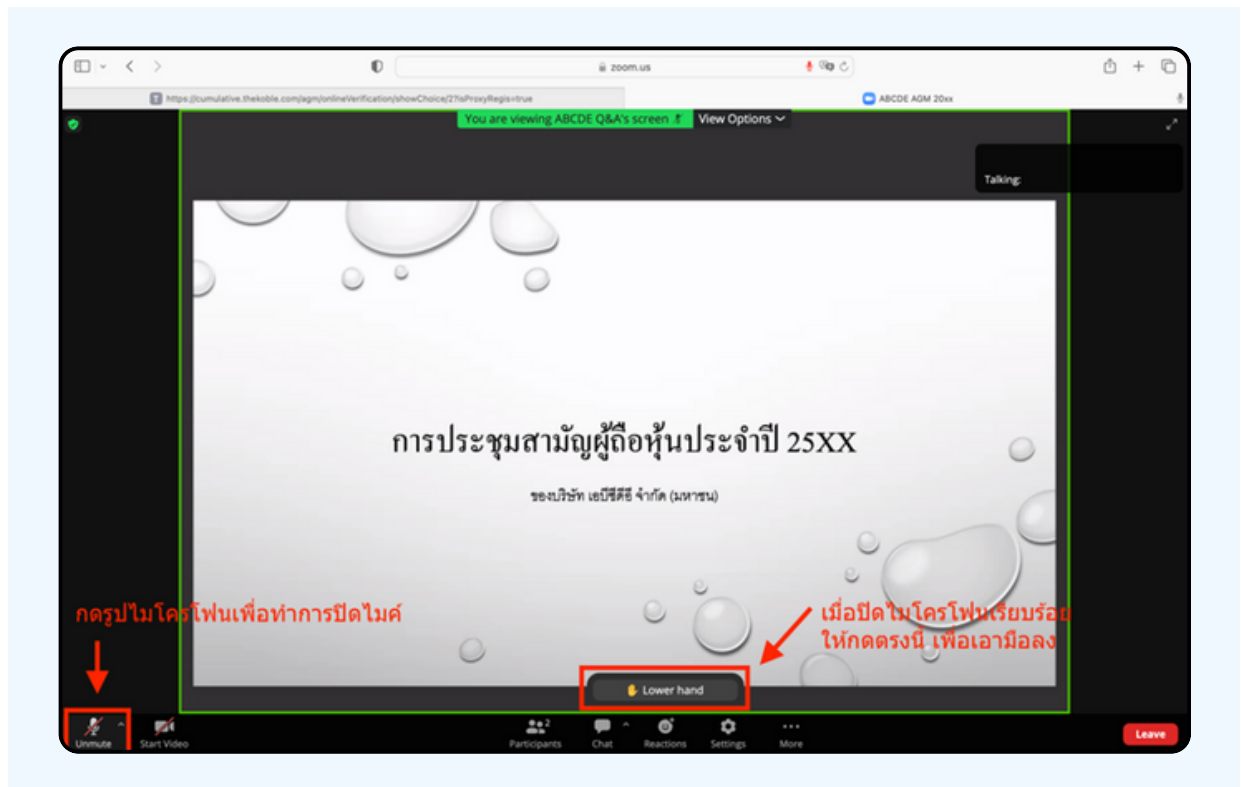 zoom.us
https://cumulative.thekoble.com/agm/onlineVerification/showChoice/2?isProxyRegis=true
ABCDE AGM 20xx
You are viewing ABCDE Q&A's screen
View Options
Talking:
การประชุมสามัญผู้ถือหุ้นประจำปี 25XX
ของบริษัท เอบีซีดีอี จำกัด (มหาชน)
กดรูปไมโครโฟนเพื่อทำการปิดไมค์
เมื่อปิดไมโครโฟนเรียบร้อย
ให้กดตรงนี้ เพื่อเอามือลง
Lower hand
Unmute
Start Video
2
Participants
Chat
Reactions
Settings
More
Leave